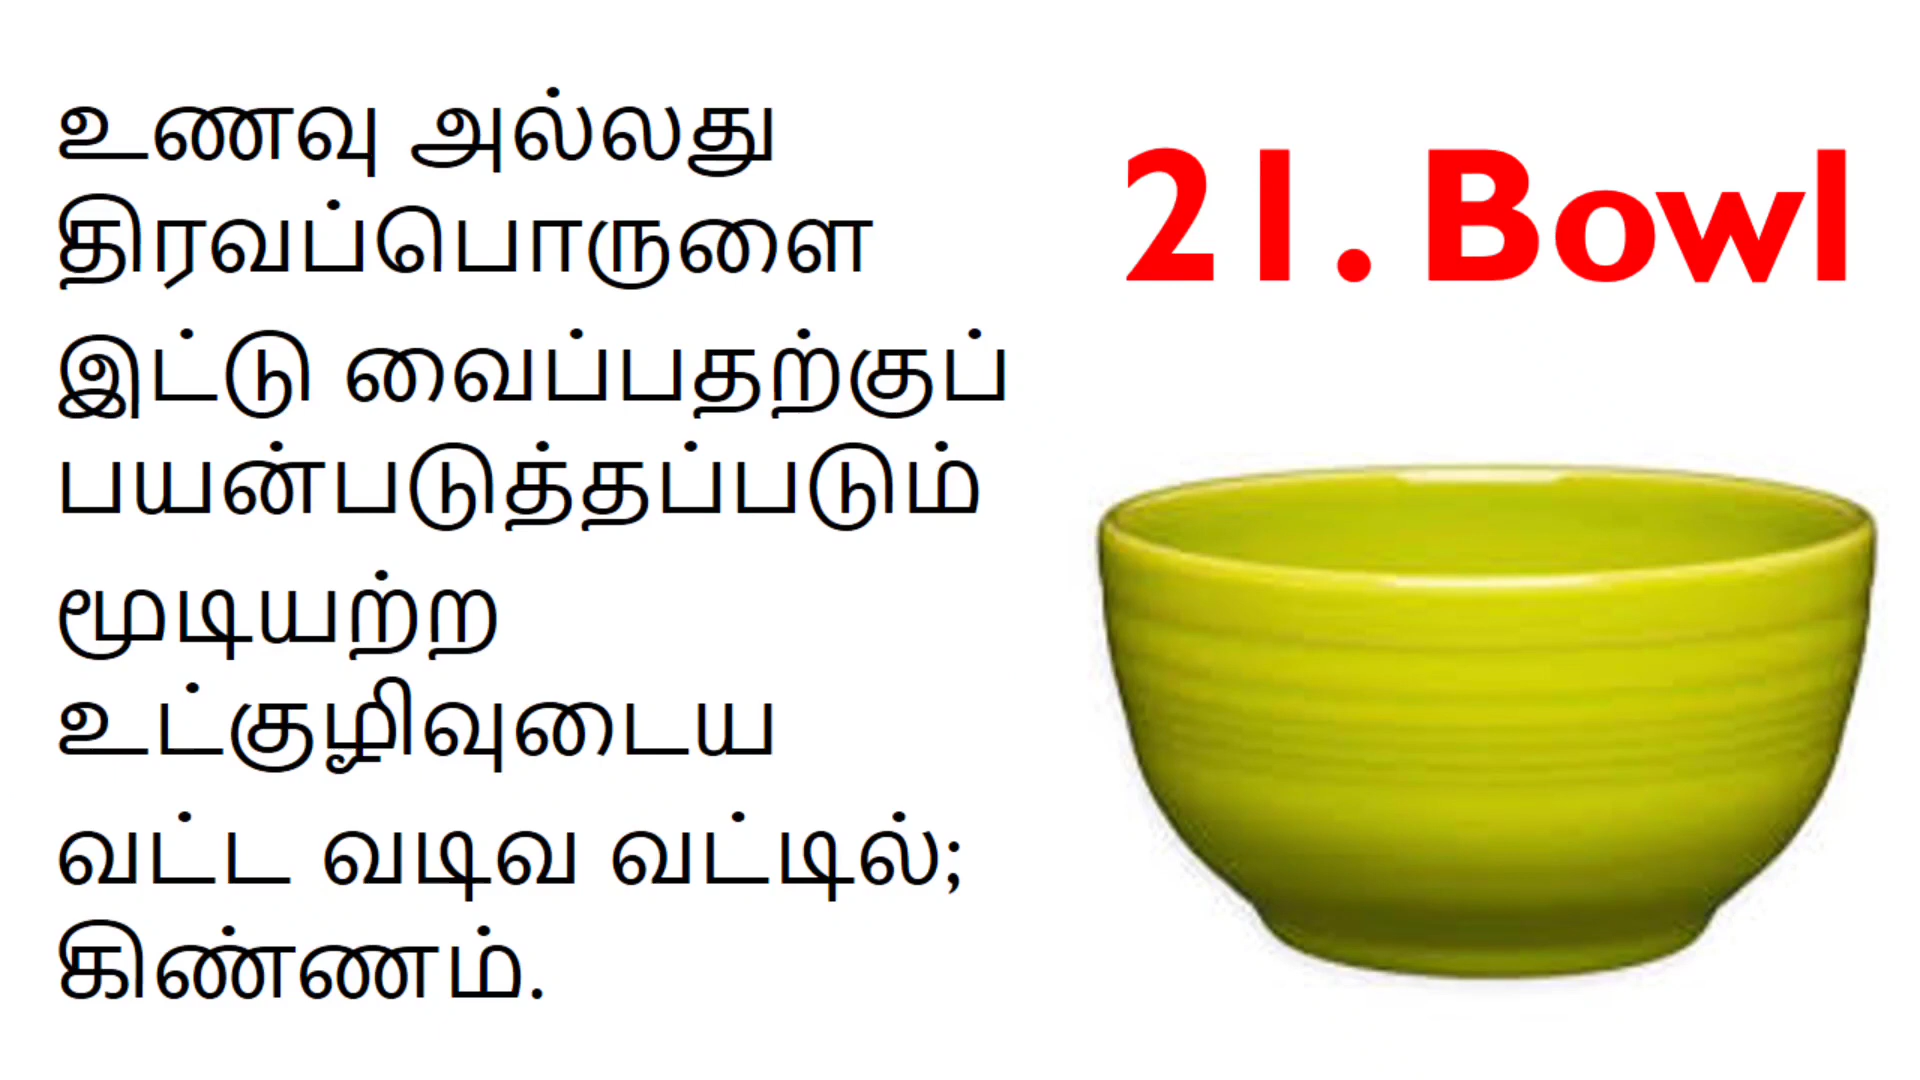 உணவு அல்லது
திரவப்பொருளை
இட்டு வைப்பதற்குப்
பயன்படுத்தப்படும்
மூடியற்ற
உட்குழிவுடைய
வட்ட வடிவ வட்டில்;
கிண்ணம்.
21. Bowl